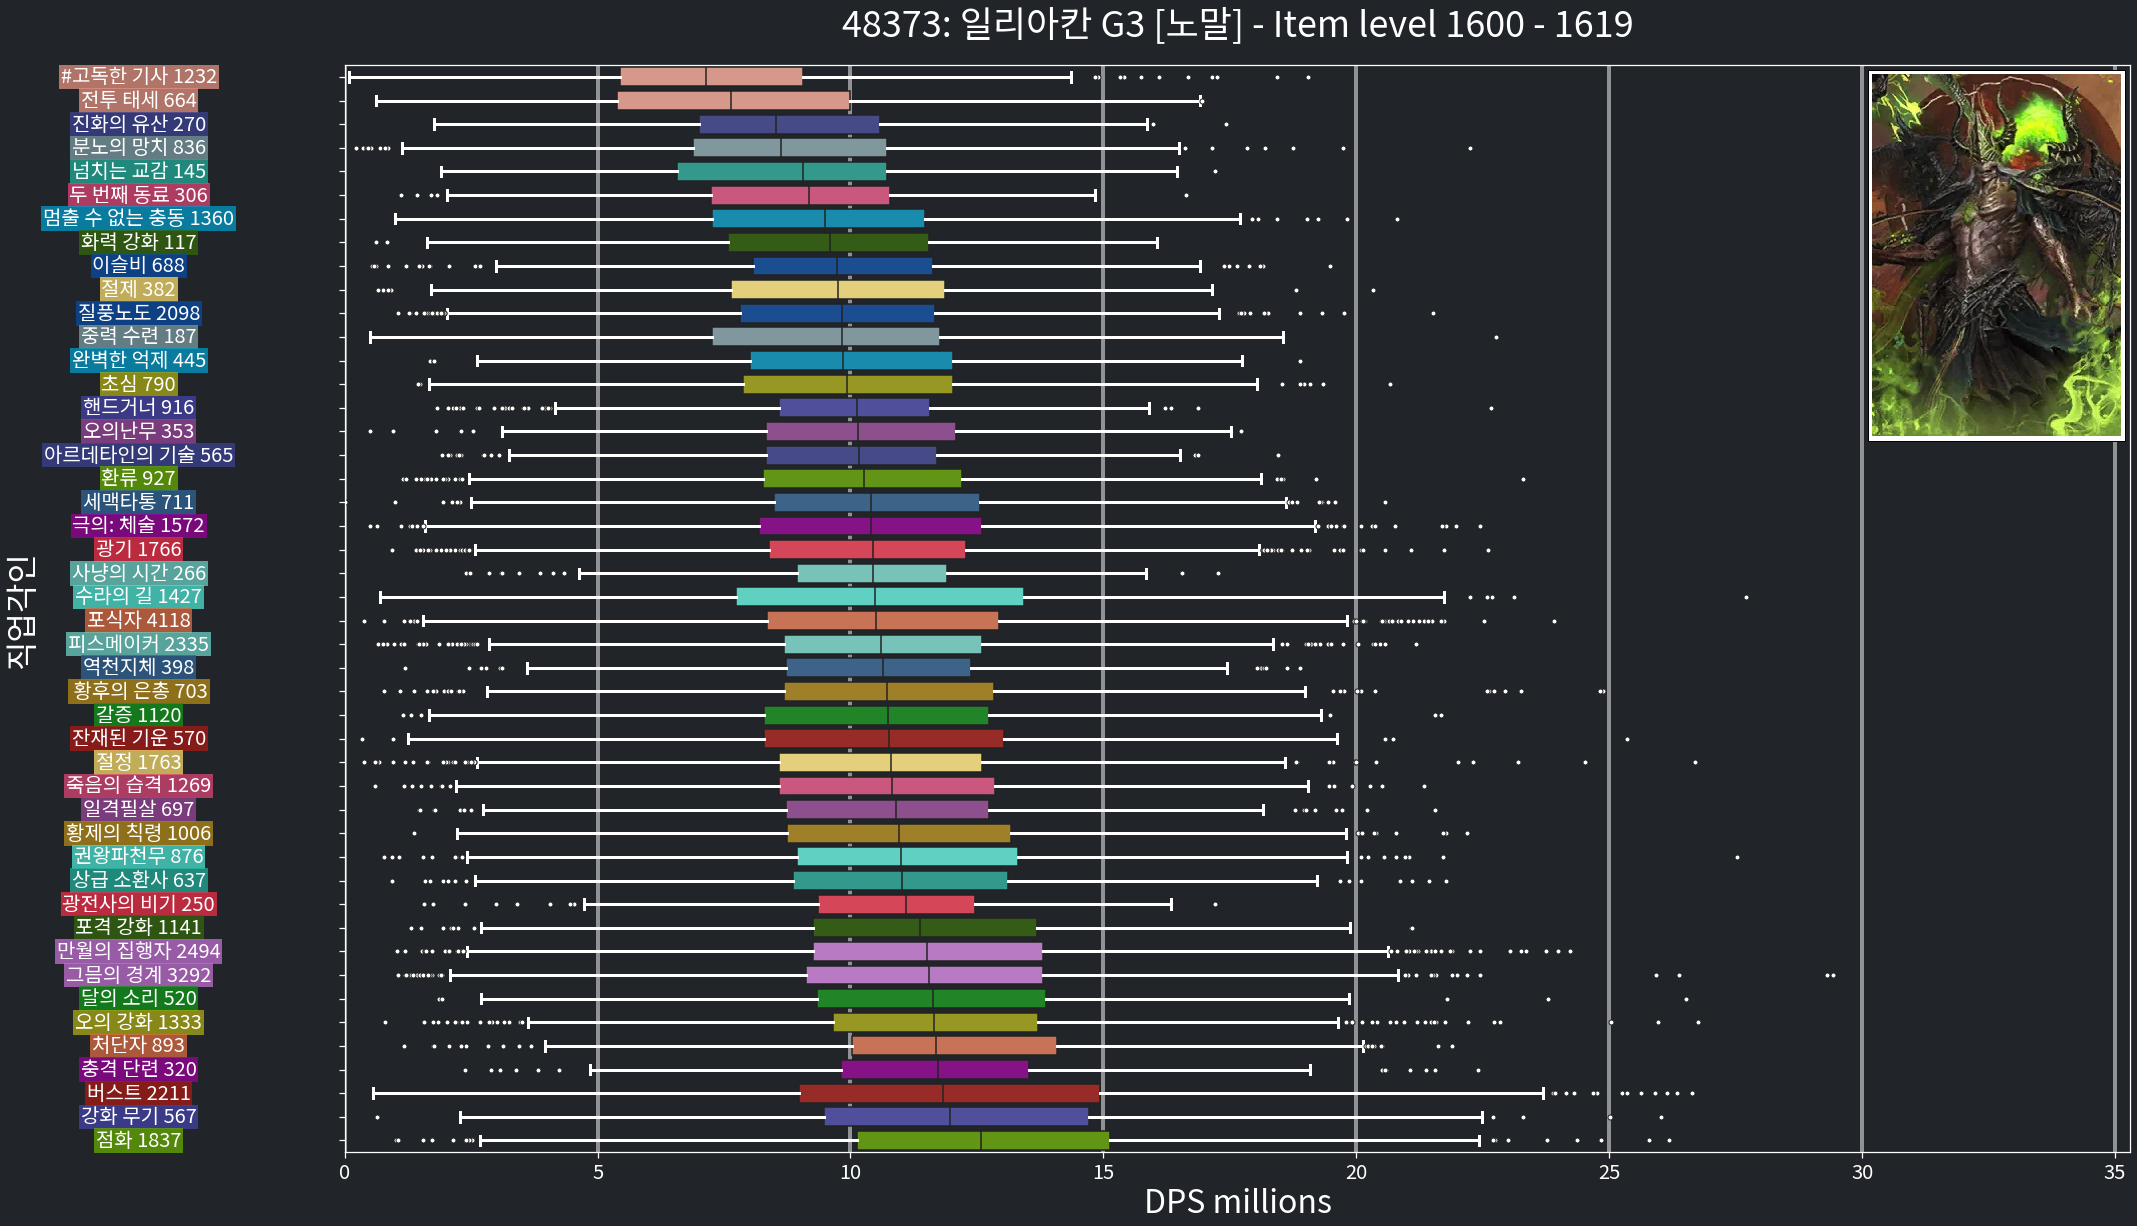 48373: 일리아칸 G3 [노말] - Item level 1600 - 1619
직업각인
#고독한 기사 1232
전투 태세 664
진화의 유산 270
분노의 망치 836
넘치는 교감 145
두 번째 동료 306
멈출 수 없는 충동 1360
화력 강화 117
이슬비 688
절제 382
질풍노도 2098
중력 수련 187
완벽한 억제 445
초심 790
핸드거너 916
오의난무 353
아르데타인의 기술 565
환류 927
세맥타통 711
극의: 체술 1572
광기 1766
사냥의 시간 266
수라의 길 1427
포식자 4118
피스메이커 2335
역천지체 398
황후의 은총 703
갈증 1120
잔재된 기운 570
절정 1763
죽음의 습격 1269
일격필살 697
황제의 칙령 1006
권왕파천무 876
상급 소환사 637
광전사의 비기 250
포격 강화 1141
만월의 집행자 2494
그믐의 경계 3292
달의 소리 520
오의 강화 1333
처단자 893
충격 단련 320
버스트 2211
강화 무기 567
점화 1837
0 5 10 15 20 25 30 35
DPS millions